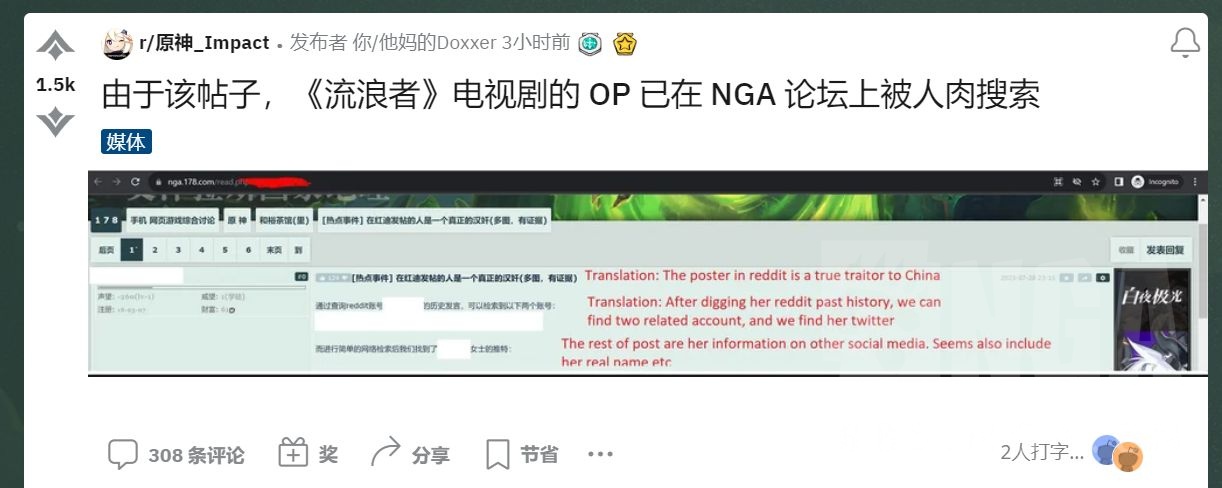 r/原神_Impact • 发布者 你/他妈的Doxxer 3小时前
1.5k
由于该帖子，《流浪者》电视剧的 OP 已在 NGA 论坛上被人肉搜索
媒体
nga.178.com/read.php
Incognito
178 手机 网页游戏综合讨论 原神 [热点事件] 在红迪发帖的人是一个真正的汉奸(多图，有证据)
后页 1 2 3 4 5 6 末页 到
收藏 发表回复
#0
[热点事件] 在红迪发帖的人是一个真正的汉奸(多图，有证据)
Translation: The poster in reddit is a true traitor to China
通过查询reddit账号 的历史发言，可以检索到以下两个账号：
Translation: After digging her reddit past history, we can
find two related account, and we find her twitter
而进行简单的网络检索后我们找到了 女士的推特：
The rest of post are her information on other social media. Seems also include
her real name etc
白夜极光
308 条评论
奖
分享
节省
...
2人打字...